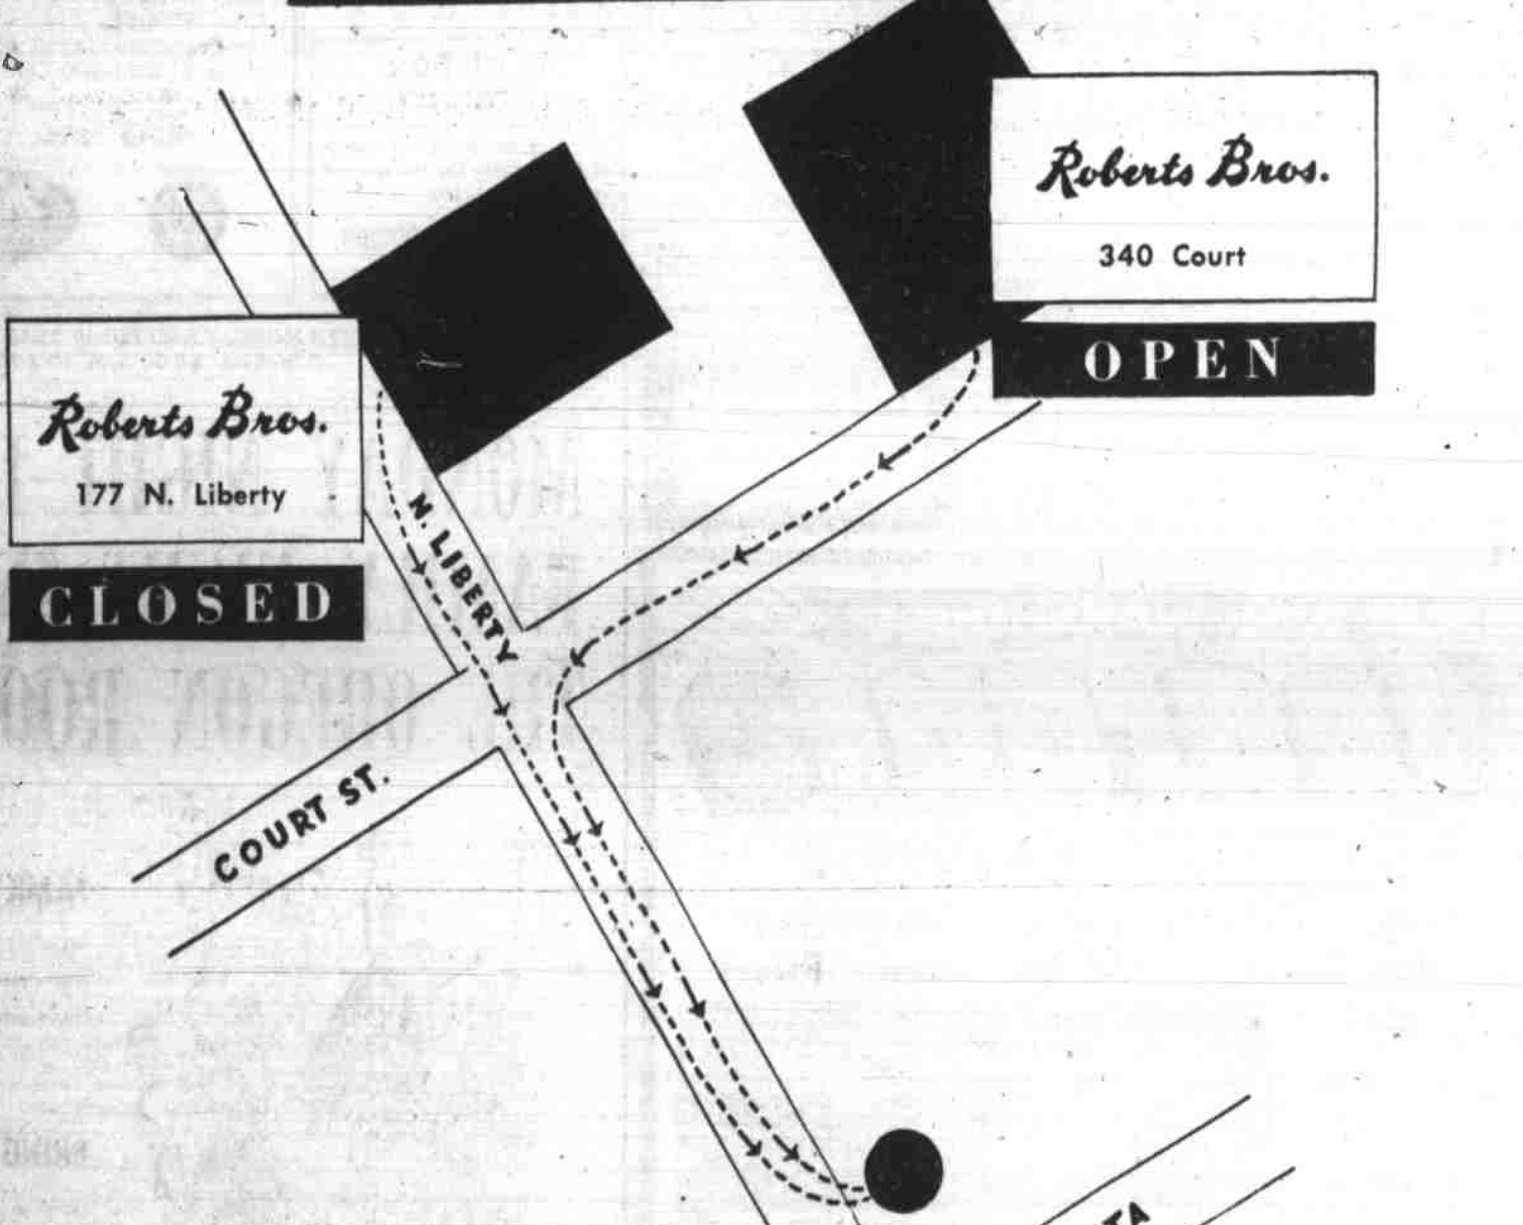 Roberts Bros.
340 Court
OPEN
Roberts Bros.
177 N. Liberty
CLOSED
N. LIBERTY
COURT ST.